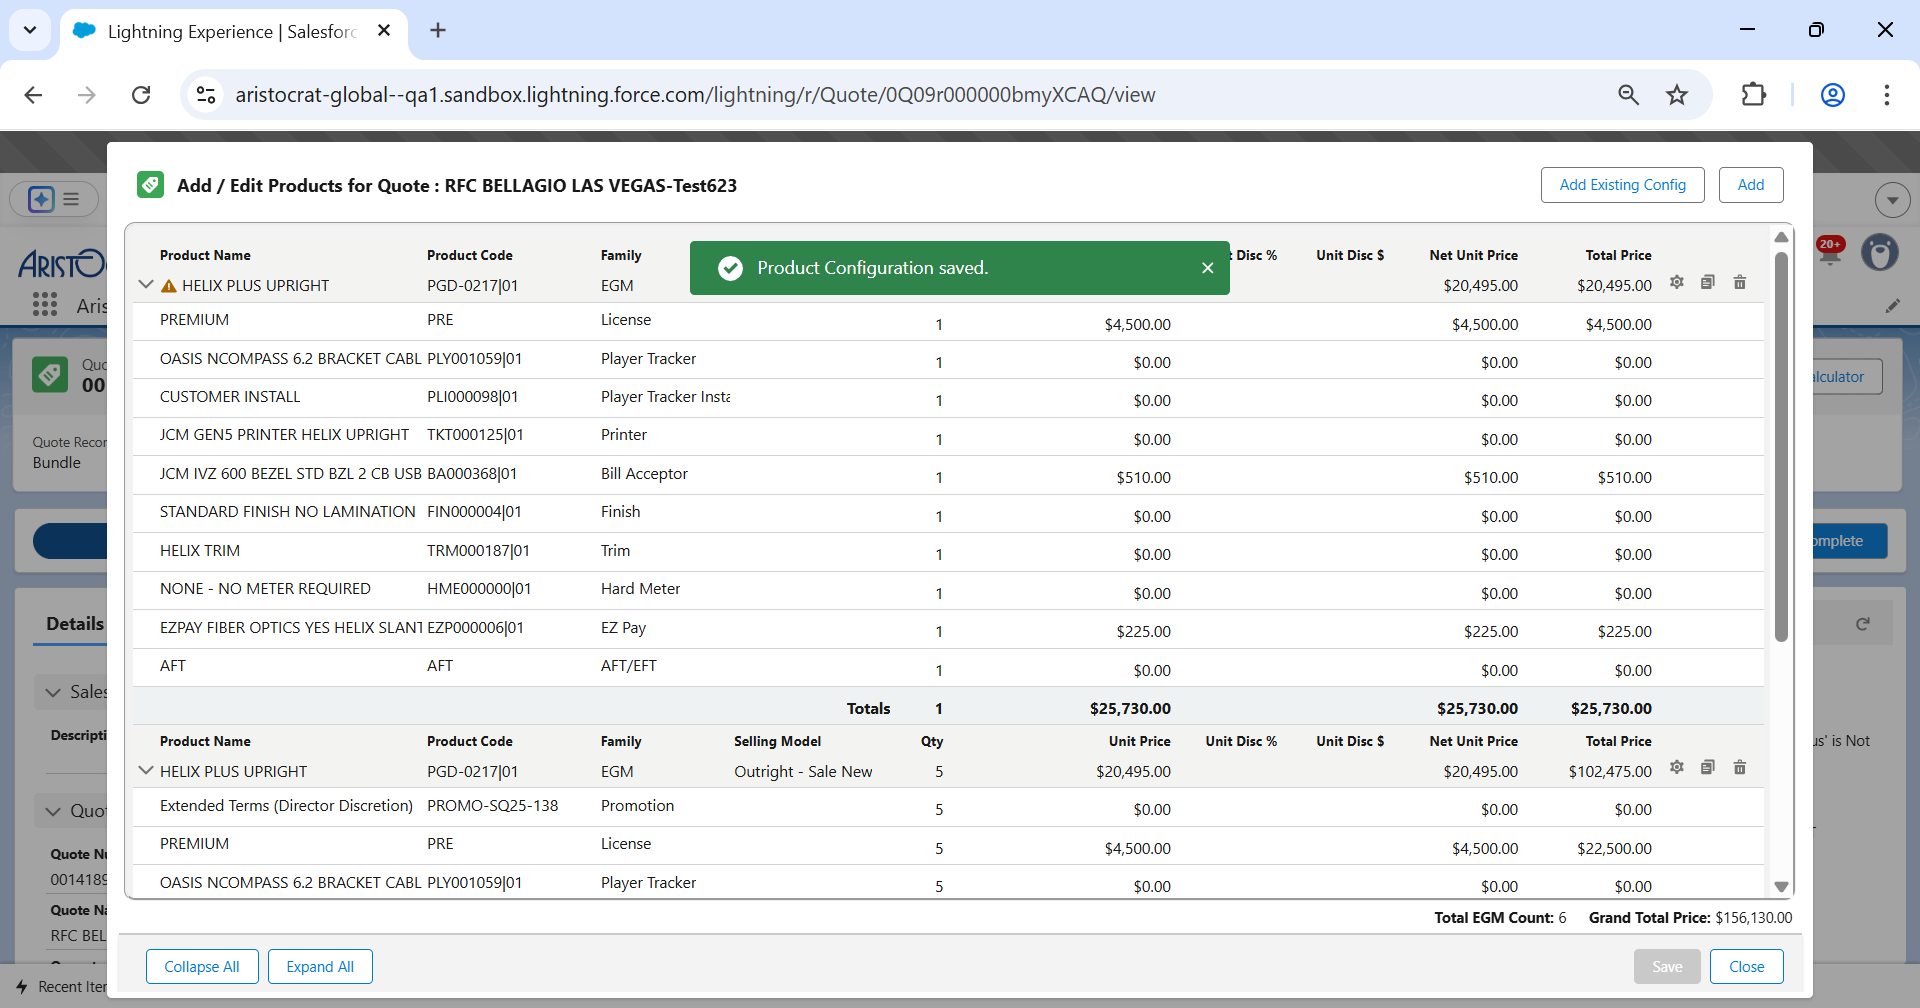 Lightning Experience | Salesforc
aristocrat-global--qa1.sandbox.lightning.force.com/lightning/r/Quote/0Q09r000000bmyXCAQ/view
Add / Edit Products for Quote : RFC BELLAGIO LAS VEGAS-Test623
Add Existing Config
Add
Product Name Product Code Family t Disc % Unit Disc $ Net Unit Price Total Price
Product Configuration saved.
HELIX PLUS UPRIGHT PGD-0217|01 EGM $20,495.00 $20,495.00
PREMIUM PRE License 1 $4,500.00 $4,500.00 $4,500.00
OASIS NCOMPASS 6.2 BRACKET CABL PLY001059|01 Player Tracker 1 $0.00 $0.00 $0.00
CUSTOMER INSTALL PLI000098|01 Player Tracker Insta 1 $0.00 $0.00 $0.00
JCM GEN5 PRINTER HELIX UPRIGHT TKT000125|01 Printer 1 $0.00 $0.00 $0.00
JCM IVZ 600 BEZEL STD BZL 2 CB USB BA000368|01 Bill Acceptor 1 $510.00 $510.00 $510.00
STANDARD FINISH NO LAMINATION FIN000004|01 Finish 1 $0.00 $0.00 $0.00
HELIX TRIM TRM000187|01 Trim 1 $0.00 $0.00 $0.00
NONE - NO METER REQUIRED HME000000|01 Hard Meter 1 $0.00 $0.00 $0.00
EZPAY FIBER OPTICS YES HELIX SLANT EZP000006|01 EZ Pay 1 $225.00 $225.00 $225.00
AFT AFT AFT/EFT 1 $0.00 $0.00 $0.00
Totals 1 $25,730.00 $25,730.00 $25,730.00
Product Name Product Code Family Selling Model Qty Unit Price Unit Disc % Unit Disc $ Net Unit Price Total Price
HELIX PLUS UPRIGHT PGD-0217|01 EGM Outright - Sale New 5 $20,495.00 $20,495.00 $102,475.00
Extended Terms (Director Discretion) PROMO-SQ25-138 Promotion 5 $0.00 $0.00 $0.00
PREMIUM PRE License 5 $4,500.00 $4,500.00 $22,500.00
OASIS NCOMPASS 6.2 BRACKET CABL PLY001059|01 Player Tracker 5 $0.00 $0.00 $0.00
Total EGM Count: 6 Grand Total Price: $156,130.00
Collapse All
Expand All
Save
Close
ARISTO
Aris
20+
Quo
00
alculator
Quote Recor
Bundle
omplete
Details
Sales
Descripti
us' is Not
Quot
Quote Nu
0014189
Quote Na
RFC BEL
Recent Iter